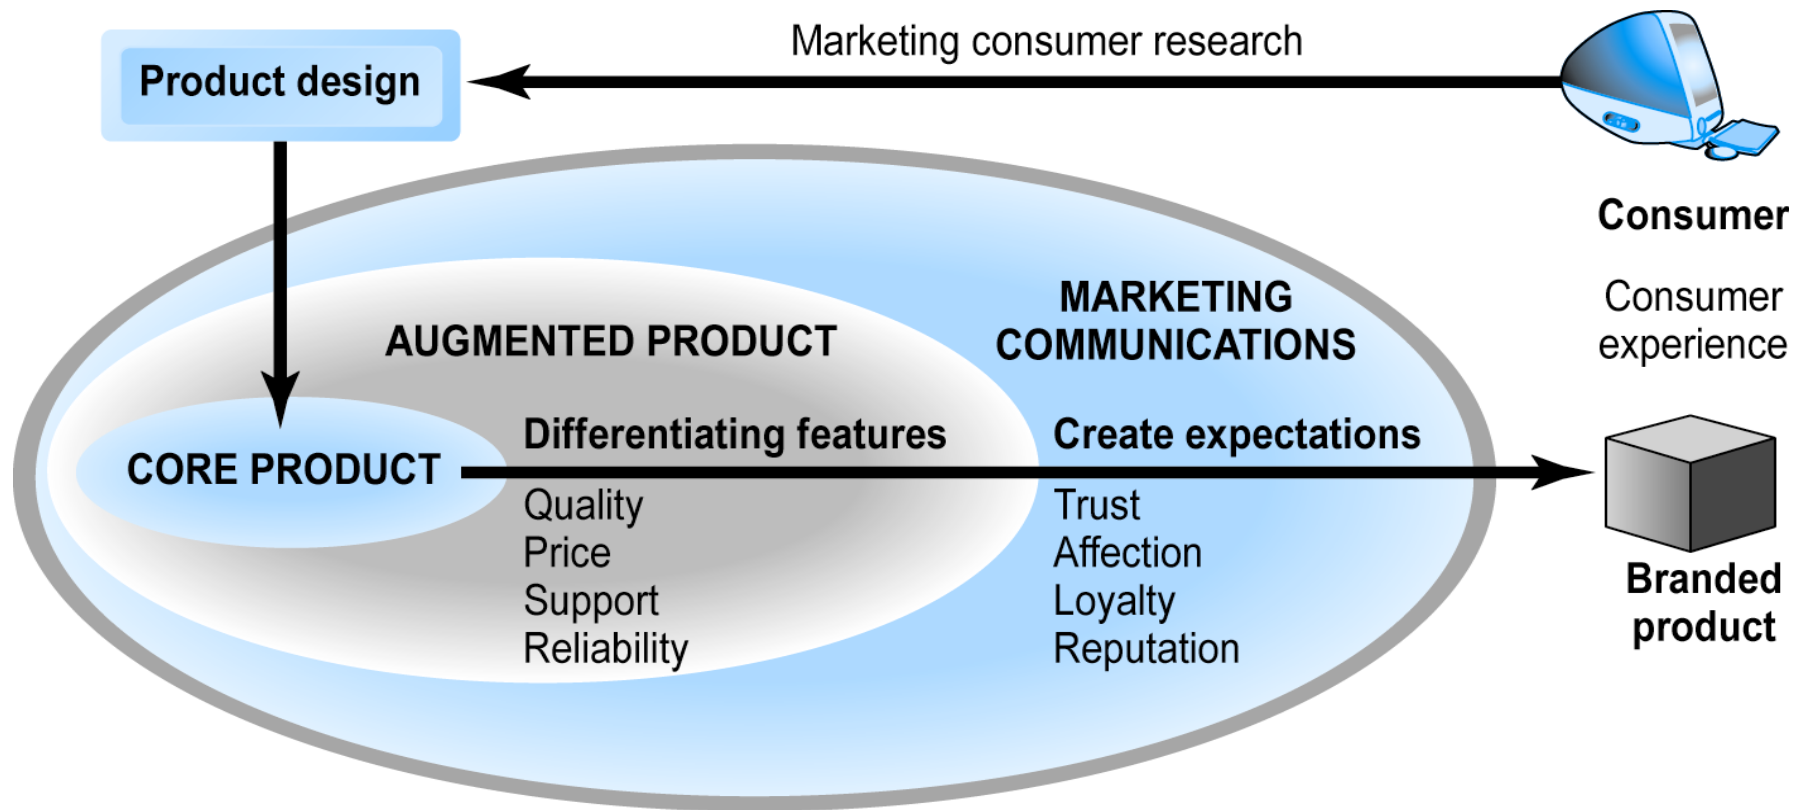 Marketing consumer research
Product design
Consumer
Consumer
experience
MARKETING
COMMUNICATIONS
AUGMENTED PRODUCT
CORE PRODUCT
Differentiating features
Quality
Price
Support
Reliability
Create expectations
Trust
Affection
Loyalty
Reputation
Branded
product